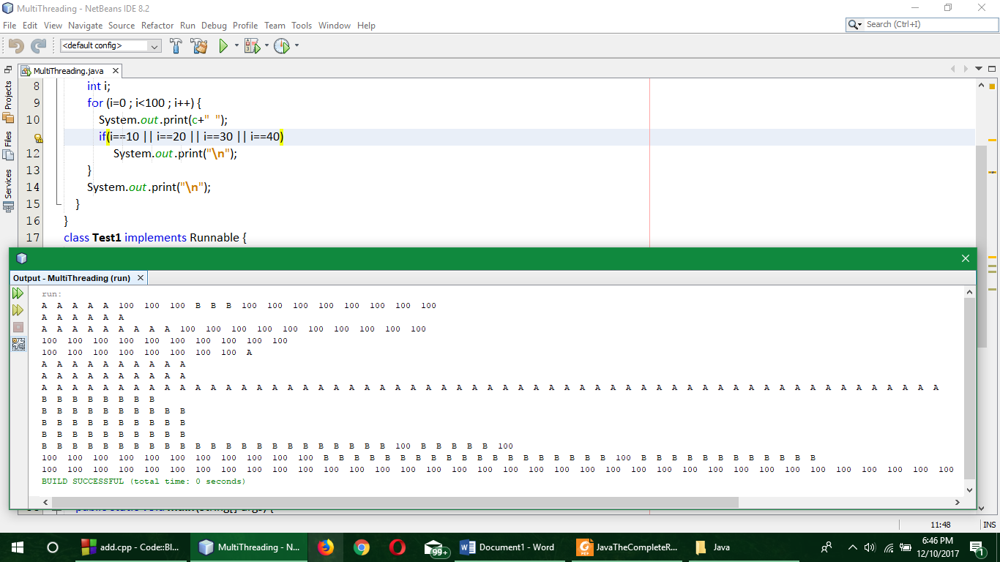 MultiThreading - NetBeans IDE 8.2
File Edit View Navigate Source Refactor Run Debug Profile Team Tools Window Help
Search (Ctrl+I)
<default config>
MultiThreading.java
Projects
Files
Services
8 int i;
9 for (i=0 ; i<100 ; i++) {
10 System.out.print(c+" ");
if(i==10 || i==20 || i==30 || i==40)
12 System.out.print("\n");
13 }
14 System.out.print("\n");
15 }
16 }
17 class Test1 implements Runnable {
Output - MultiThreading (run)
run:
A A A A A 100 100 100 B B B 100 100 100 100 100 100 100 100
A A A A A A
A A A A A A A A A 100 100 100 100 100 100 100 100 100 100
100 100 100 100 100 100 100 100 100 100
100 100 100 100 100 100 100 100 A
A A A A A A A A A A
A A A A A A A A A A
A A A A A A A A A A A A A A A A A A A A A A A A A A A A A A A A A A A A A A A A A A A A A A A A A A A A A A A A A A A
B B B B B B B B
B B B B B B B B B B
B B B B B B B B B B
B B B B B B B B B B
B B B B B B B B B B B B B B B B B B B B B B B 100 B B B B B 100
100 100 100 100 100 100 100 100 100 100 100 B B B B B B B B B B B B B B B B B B B 100 B B B B B B B B B B B B
100 100 100 100 100 100 100 100 100 100 100 100 100 100 100 100 100 100 100 100 100 100 100 100 100 100 100 100 100 100 100 100 100 100 100 100
BUILD SUCCESSFUL (total time: 0 seconds)
11:48 INS
add.cpp - Code::Bl...
MultiThreading - N...
99+
Document1 - Word
JavaTheCompleteR...
Java
6:46 PM
12/10/2017
1